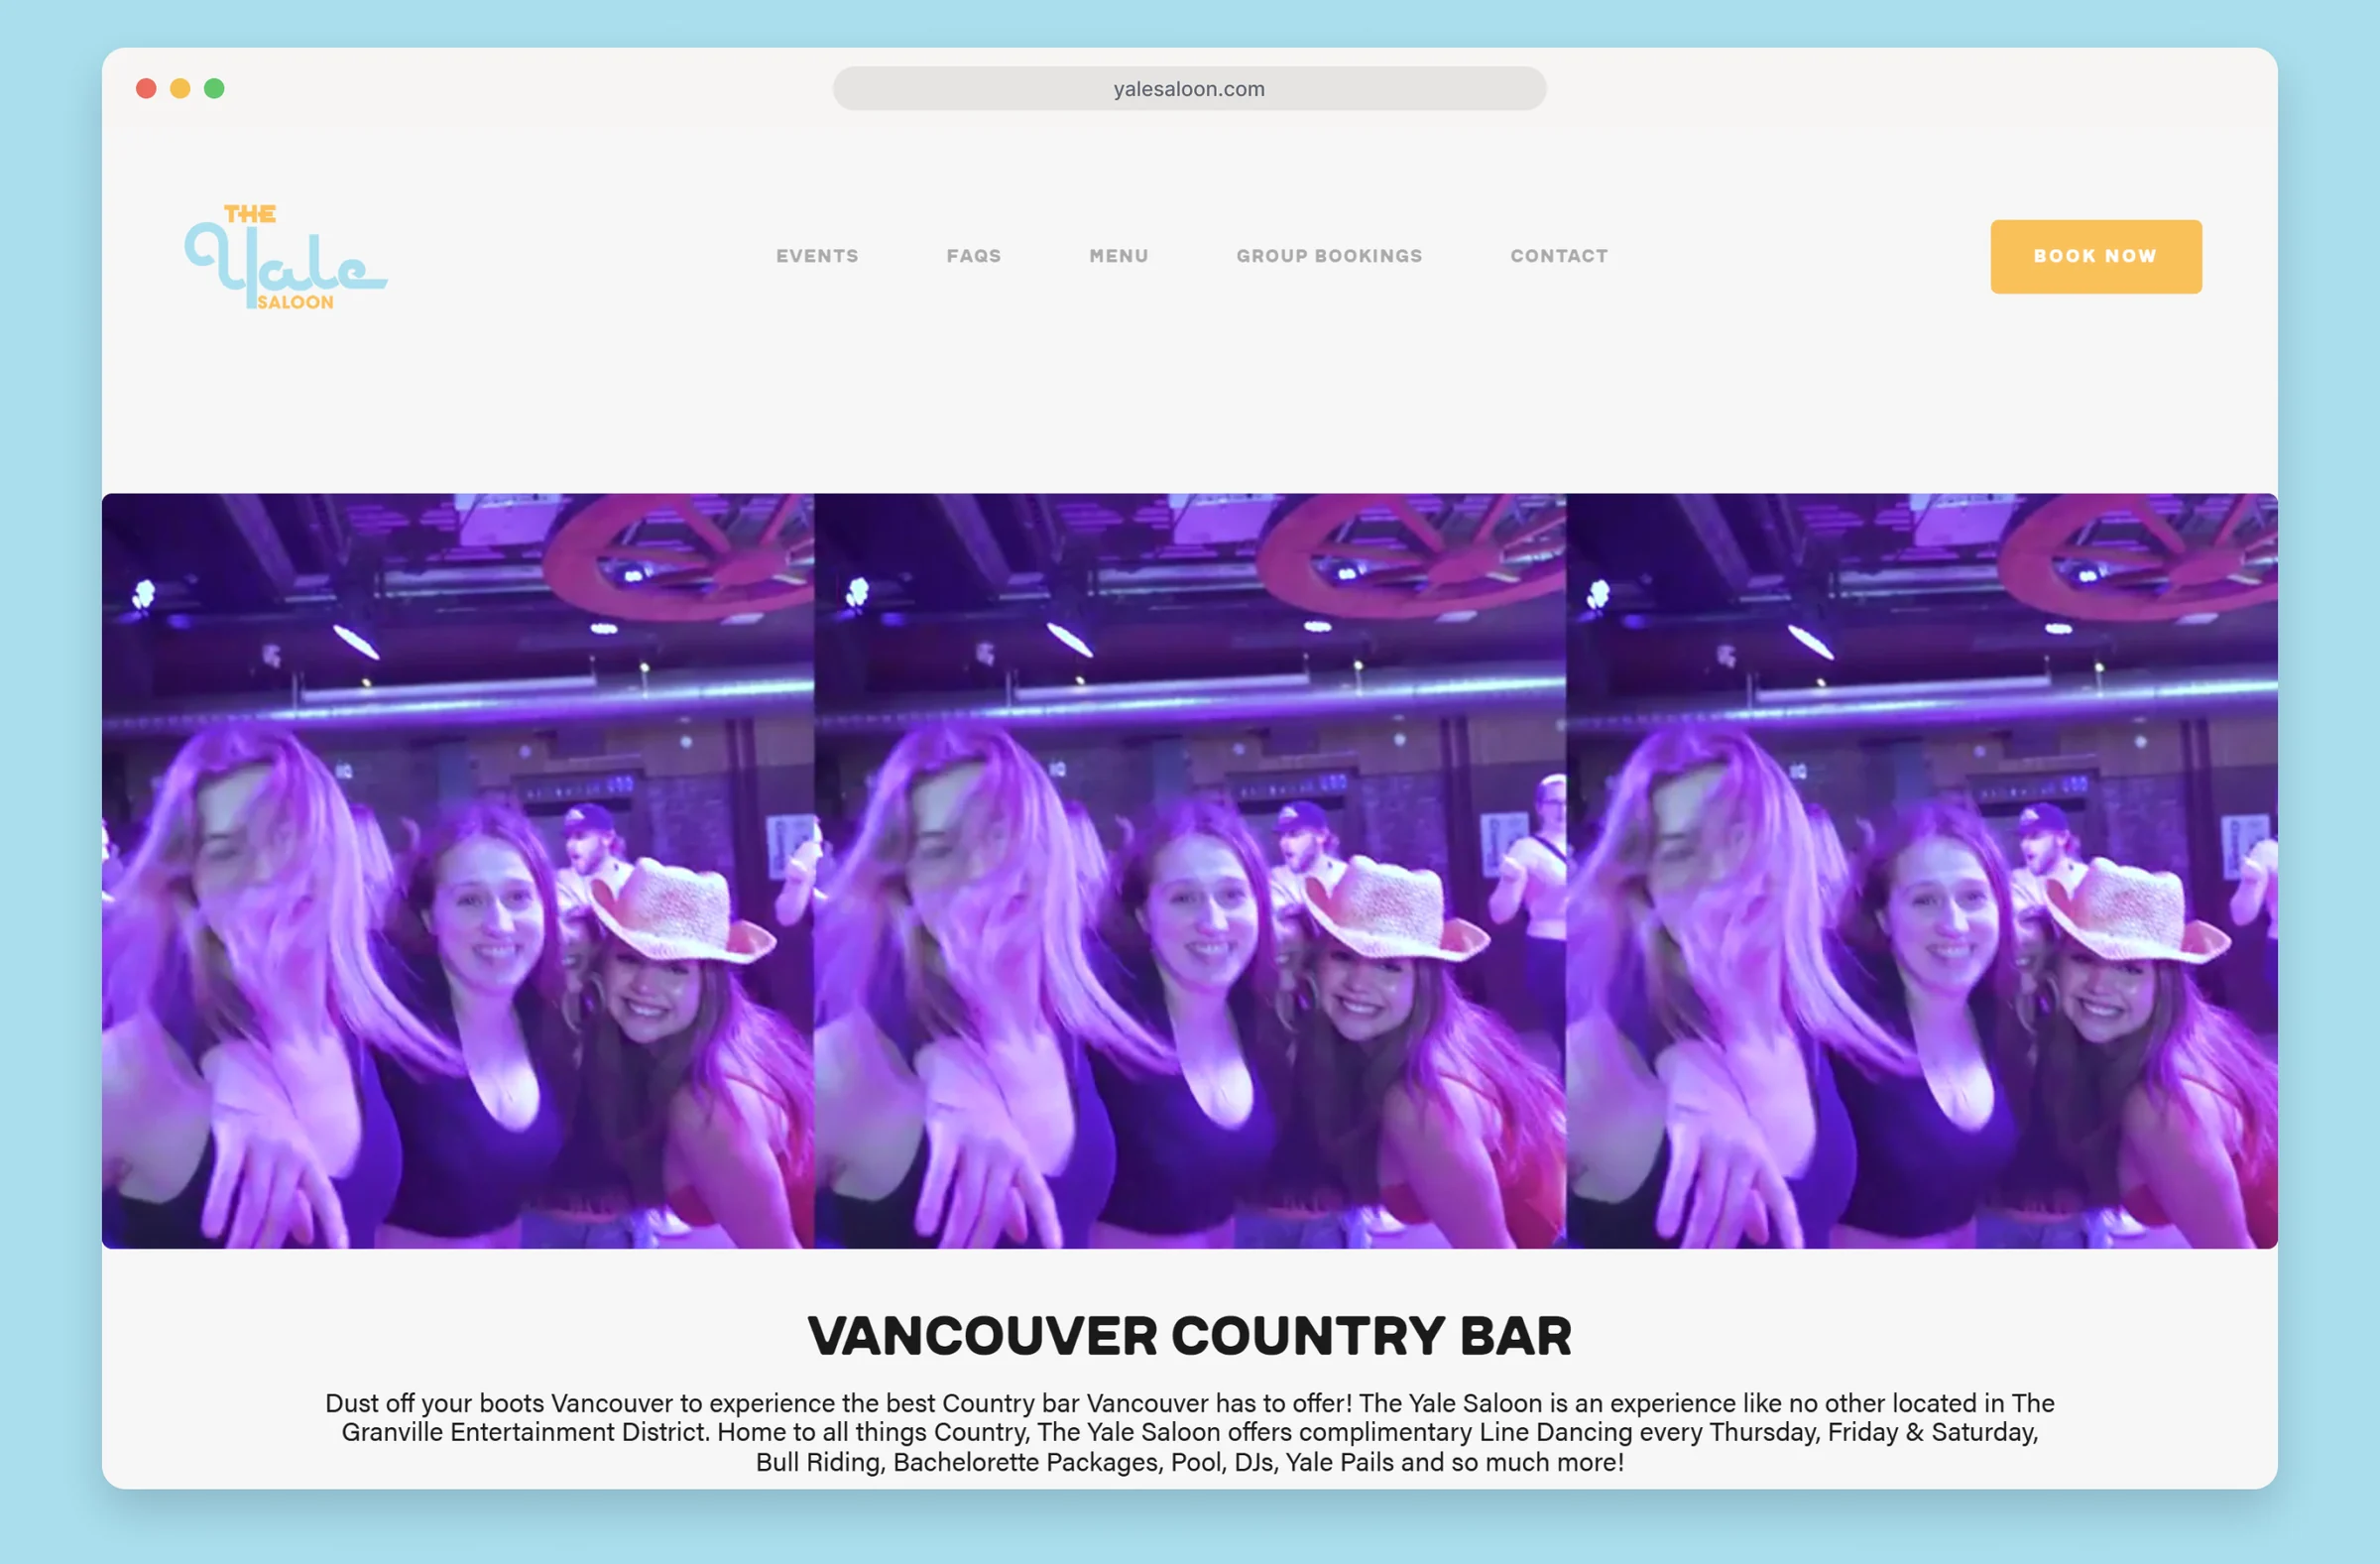 yalesaloon.com
THE
Yale
SALOON
EVENTS
FAQS
MENU
GROUP BOOKINGS
CONTACT
BOOK NOW
VANCOUVER COUNTRY BAR
Dust off your boots Vancouver to experience the best Country bar Vancouver has to offer! The Yale Saloon is an experience like no other located in The
Granville Entertainment District. Home to all things Country, The Yale Saloon offers complimentary Line Dancing every Thursday, Friday & Saturday,
Bull Riding, Bachelorette Packages, Pool, DJs, Yale Pails and so much more!